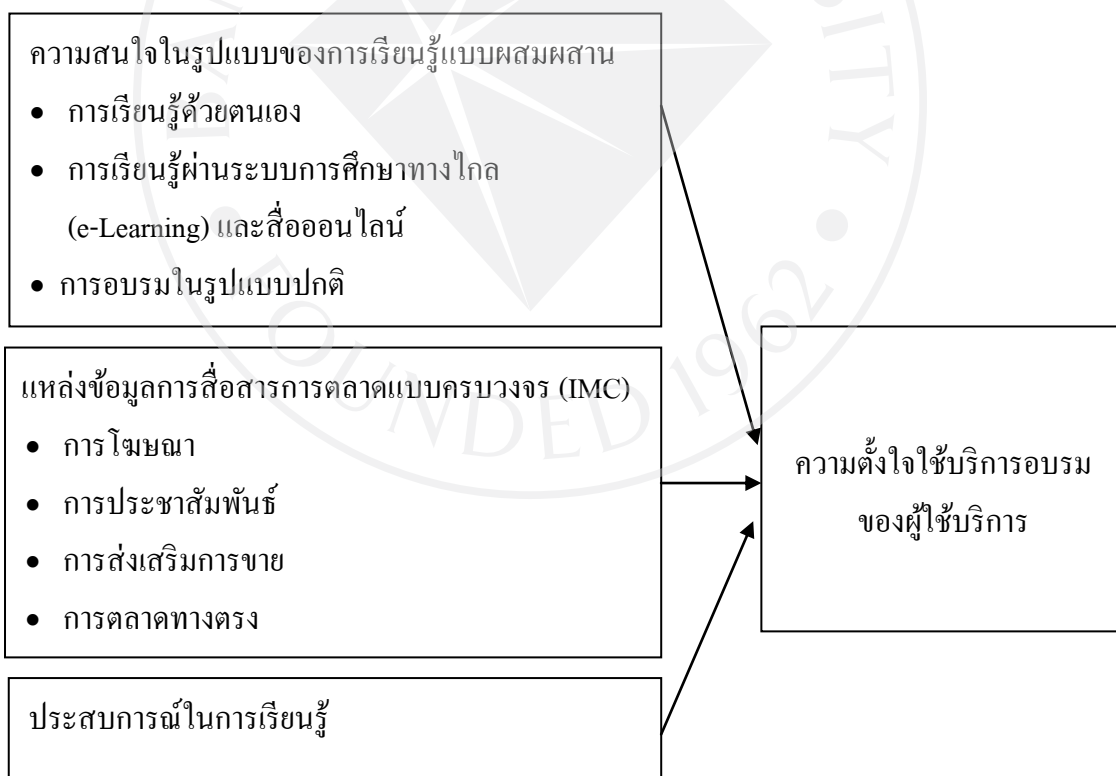 ความสนใจในรูปแบบของการเรียนรู้แบบผสมผสาน
• การเรียนรู้ด้วยตนเอง
• การเรียนรู้ผ่านระบบการศึกษาทางไกล
(e-Learning) และสื่อออนไลน์
• การอบรมในรูปแบบปกติ
แหล่งข้อมูลการสื่อสารการตลาดแบบครบวงจร (IMC)
• การโฆษณา
• การประชาสัมพันธ์
• การส่งเสริมการขาย
• การตลาดทางตรง
ประสบการณ์ในการเรียนรู้
ความตั้งใจใช้บริการอบรม
ของผู้ใช้บริการ
FOUNDED 1962